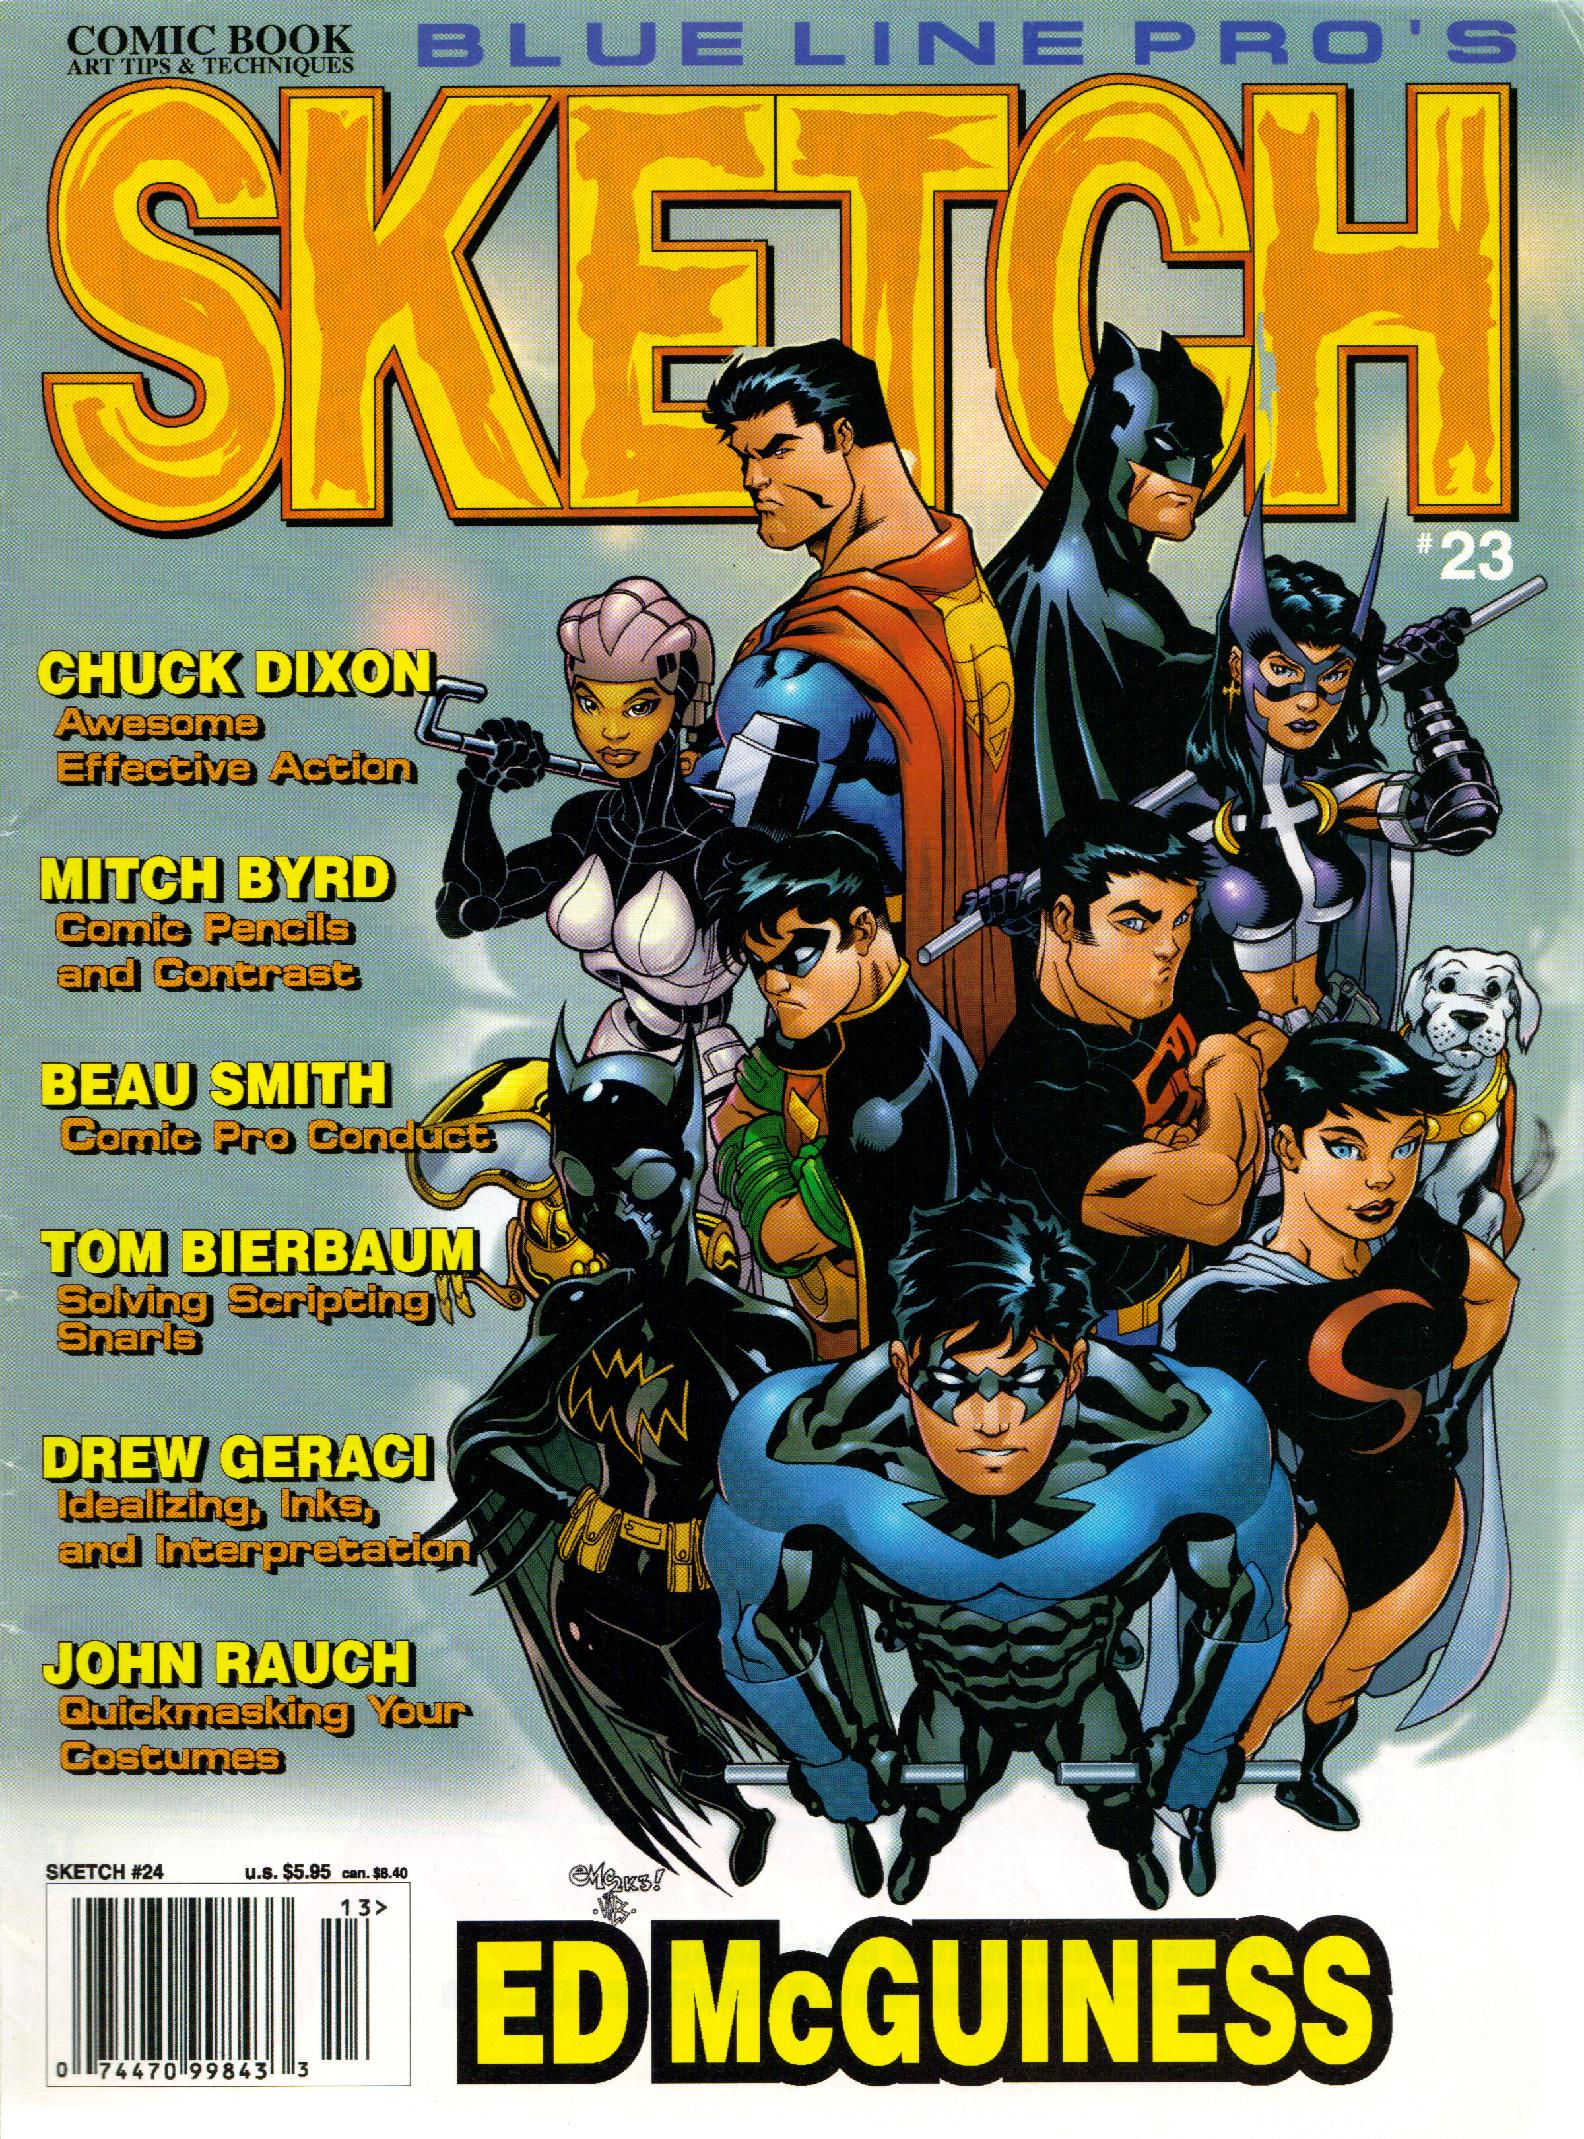 COMIC BOOK
ART TIPS & TECHNIQUES
BLUE LINE PRO'S
SKETCH
#23
CHUCK DIXON
Awesome
Effective Action
MITCH BYRD
Comic Pencils
and Contrast
BEAU SMITH
Comic Pro Conduct
TOM BIERBAUM
Solving Scripting
Snarls
DREW GERACI
Idealizing, Inks,
and Interpretation
JOHN RAUCH
Quickmasking Your
Costumes
SKETCH #24 u.s. $5.95 can. $8.40
13>
0 74470 99843 3
eMc2K3!
ED McGUINESS